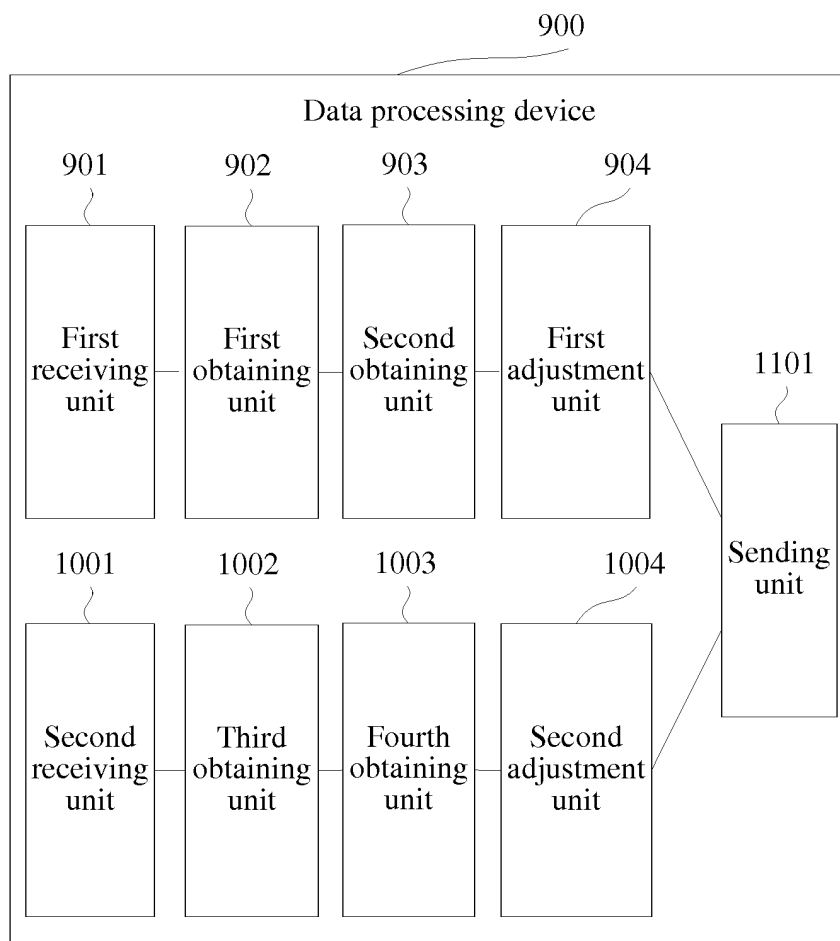 900
Data processing device
901
902
903
904
First
receiving
unit
First
obtaining
unit
Second
obtaining
unit
First
adjustment
unit
1101
Sending
unit
1001
1002
1003
1004
Second
receiving
unit
Third
obtaining
unit
Fourth
obtaining
unit
Second
adjustment
unit